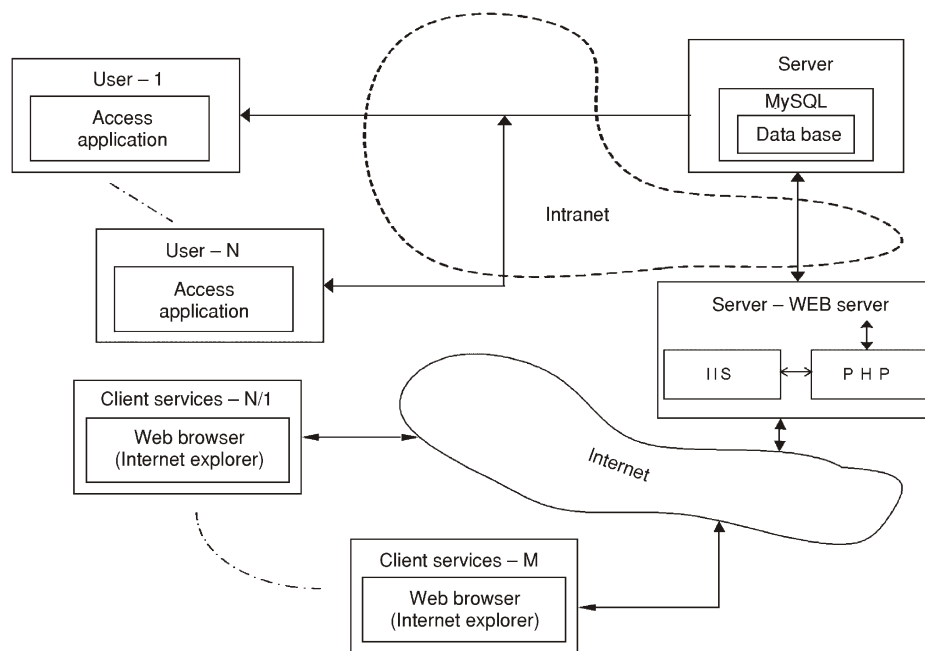 User – 1
Access
application
Server
MySQL
Data base
Intranet
User – N
Access
application
Server – WEB server
IIS
PHP
Client services – N/1
Web browser
(Internet explorer)
Internet
Client services – M
Web browser
(Internet explorer)